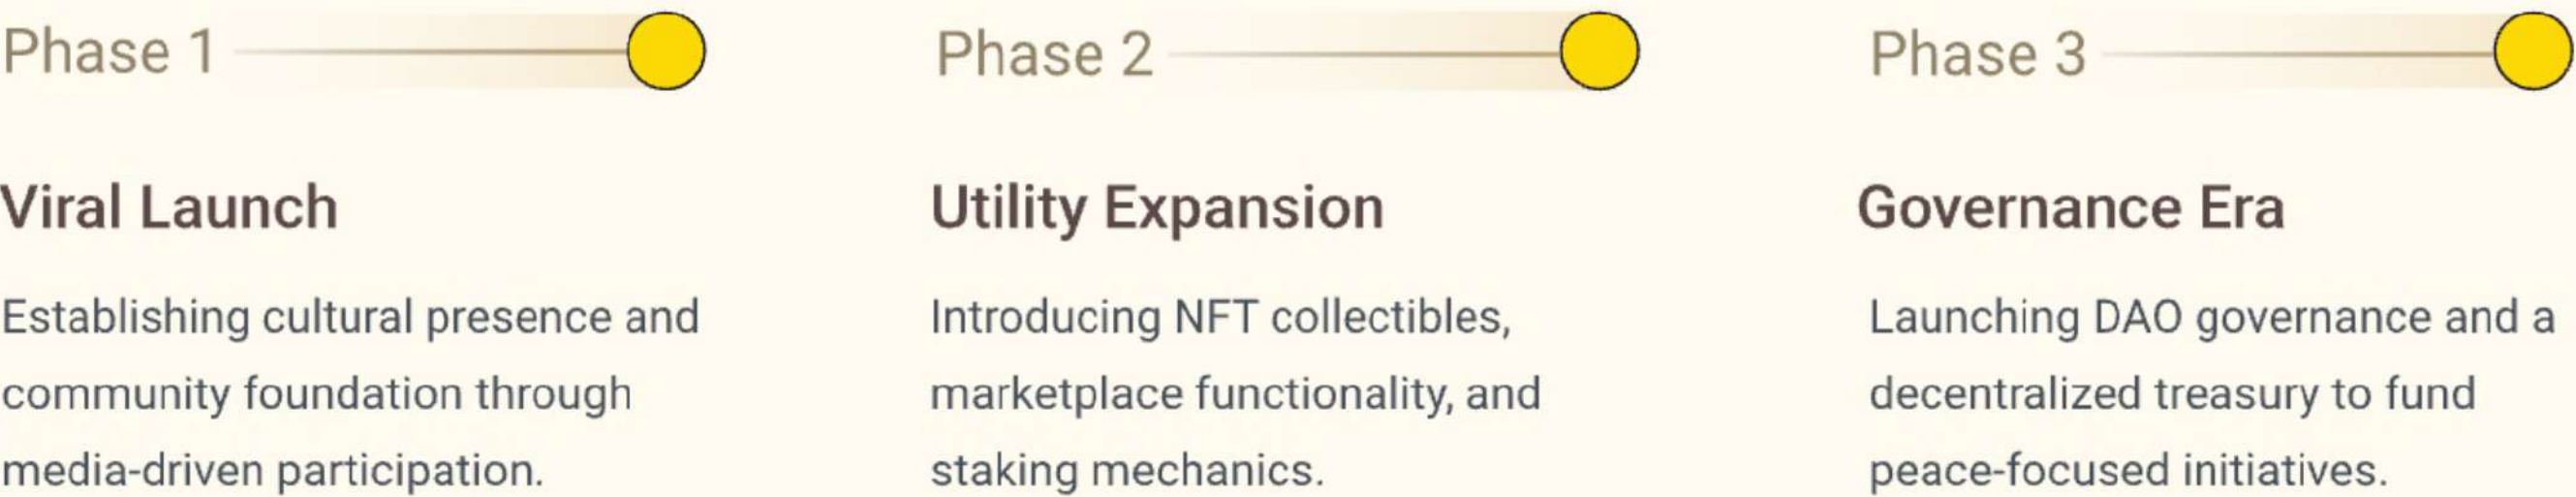 Phase 1
Viral Launch
Establishing cultural presence and
community foundation through
media-driven participation.
Phase 2
Utility Expansion
Introducing NFT collectibles,
marketplace functionality, and
staking mechanics.
Phase 3
Governance Era
Launching DAO governance and a
decentralized treasury to fund
peace-focused initiatives.